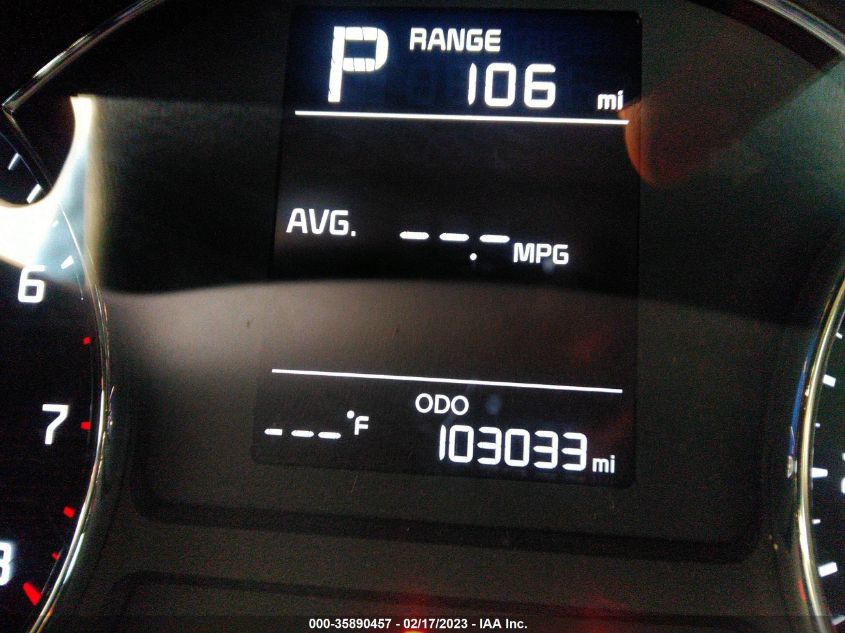 P RANGE
106 mi
AVG. --.- MPG
6
7
8
---°F
ODO
103033 mi
000-35890457 - 02/17/2023 - IAA Inc.